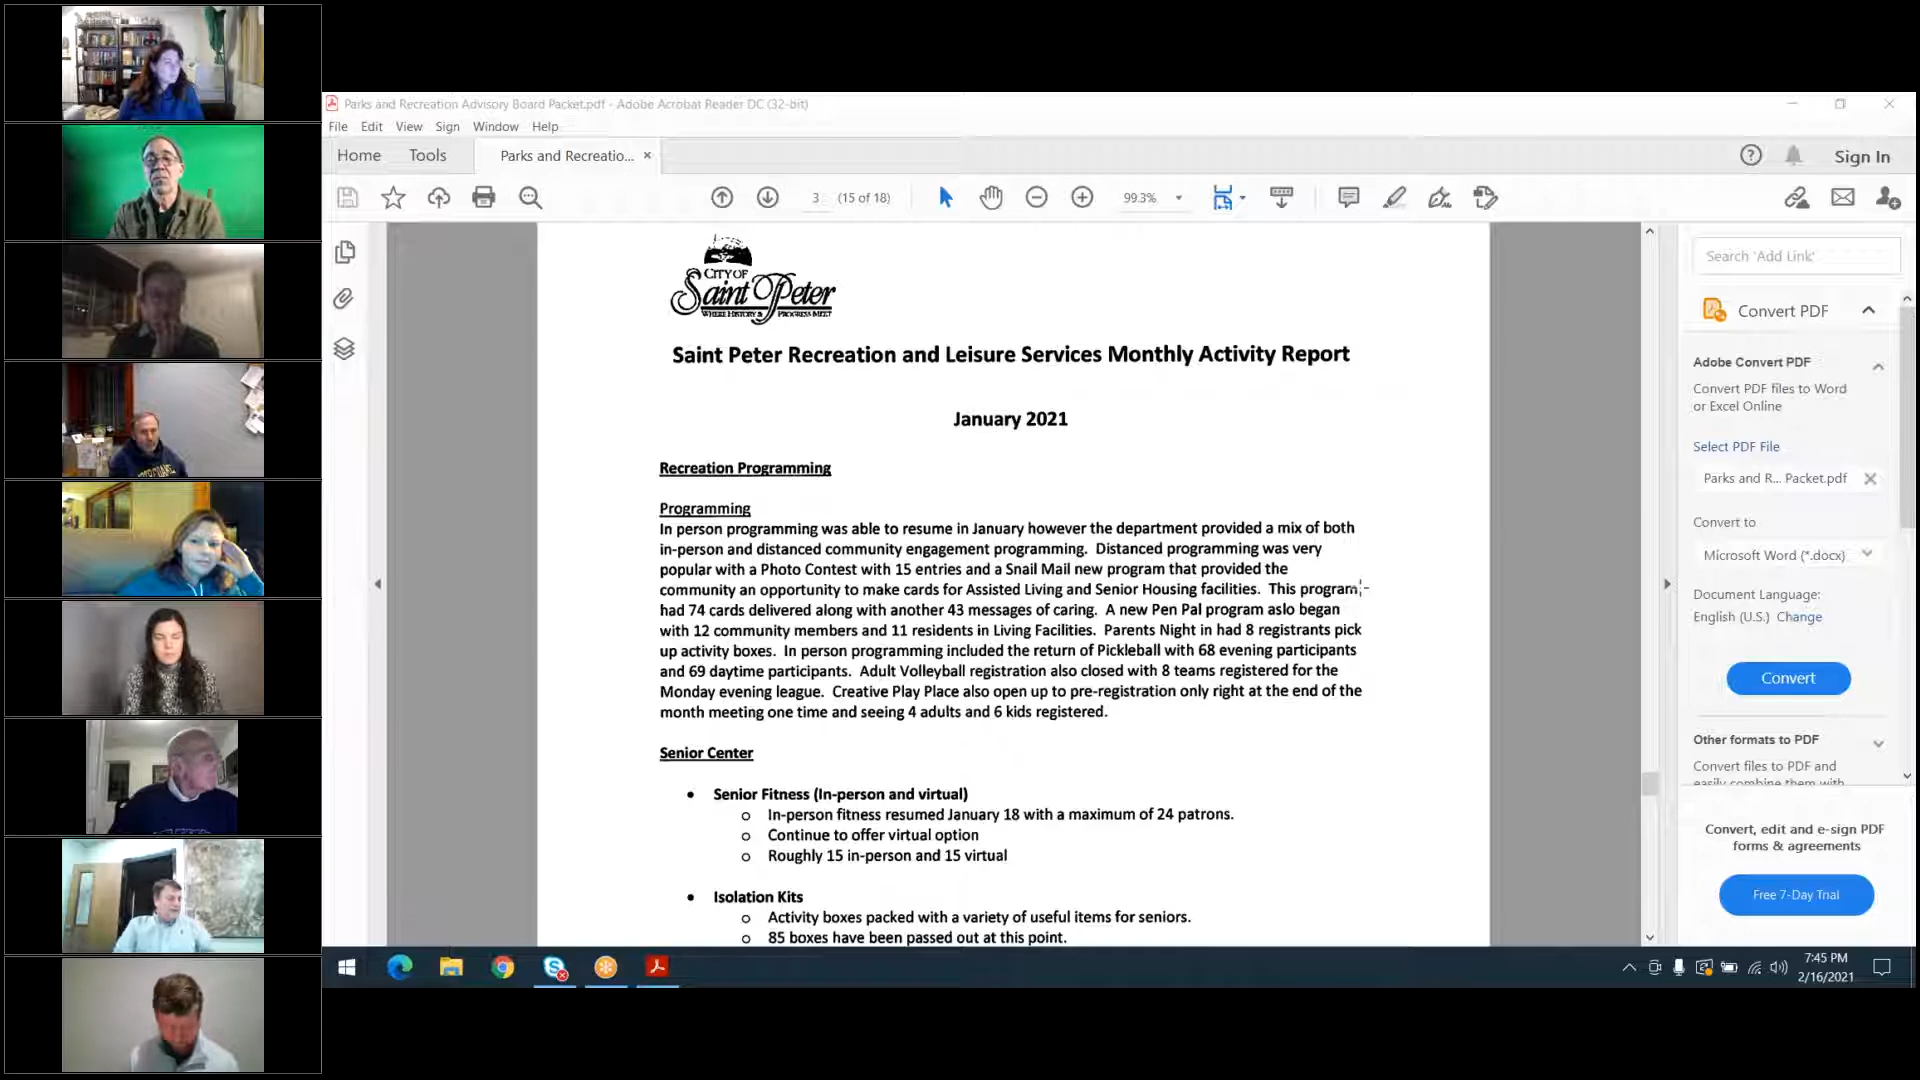 Parks and Recreation Advisory Board Packet.pdf - Adobe Acrobat Reader DC (32-bit)
File Edit View Sign Window Help
Home Tools Parks and Recreatio... × Sign In
3 (15 of 18) 99.3%
Search 'Add Link'
CITY OF
Saint Peter
WHERE HISTORY & PROGRESS MEET
Convert PDF
Saint Peter Recreation and Leisure Services Monthly Activity Report
Adobe Convert PDF
Convert PDF files to Word
or Excel Online
January 2021
Select PDF File
Recreation Programming
Parks and R... Packet.pdf
Programming
Convert to
In person programming was able to resume in January however the department provided a mix of both
in-person and distanced community engagement programming. Distanced programming was very
Microsoft Word (*.docx)
popular with a Photo Contest with 15 entries and a Snail Mail new program that provided the
community an opportunity to make cards for Assisted Living and Senior Housing facilities. This program
Document Language:
had 74 cards delivered along with another 43 messages of caring. A new Pen Pal program aslo began
English (U.S.) Change
with 12 community members and 11 residents in Living Facilities. Parents Night in had 8 registrants pick
up activity boxes. In person programming included the return of Pickleball with 68 evening participants
and 69 daytime participants. Adult Volleyball registration also closed with 8 teams registered for the
Convert
Monday evening league. Creative Play Place also open up to pre-registration only right at the end of the
month meeting one time and seeing 4 adults and 6 kids registered.
Other formats to PDF
Senior Center
Convert files to PDF and
easily combine them with
• Senior Fitness (In-person and virtual)
o In-person fitness resumed January 18 with a maximum of 24 patrons.
o Continue to offer virtual option
o Roughly 15 in-person and 15 virtual
Convert, edit and e-sign PDF
forms & agreements
• Isolation Kits
Free 7-Day Trial
o Activity boxes packed with a variety of useful items for seniors.
o 85 boxes have been passed out at this point.
7:45 PM
2/16/2021